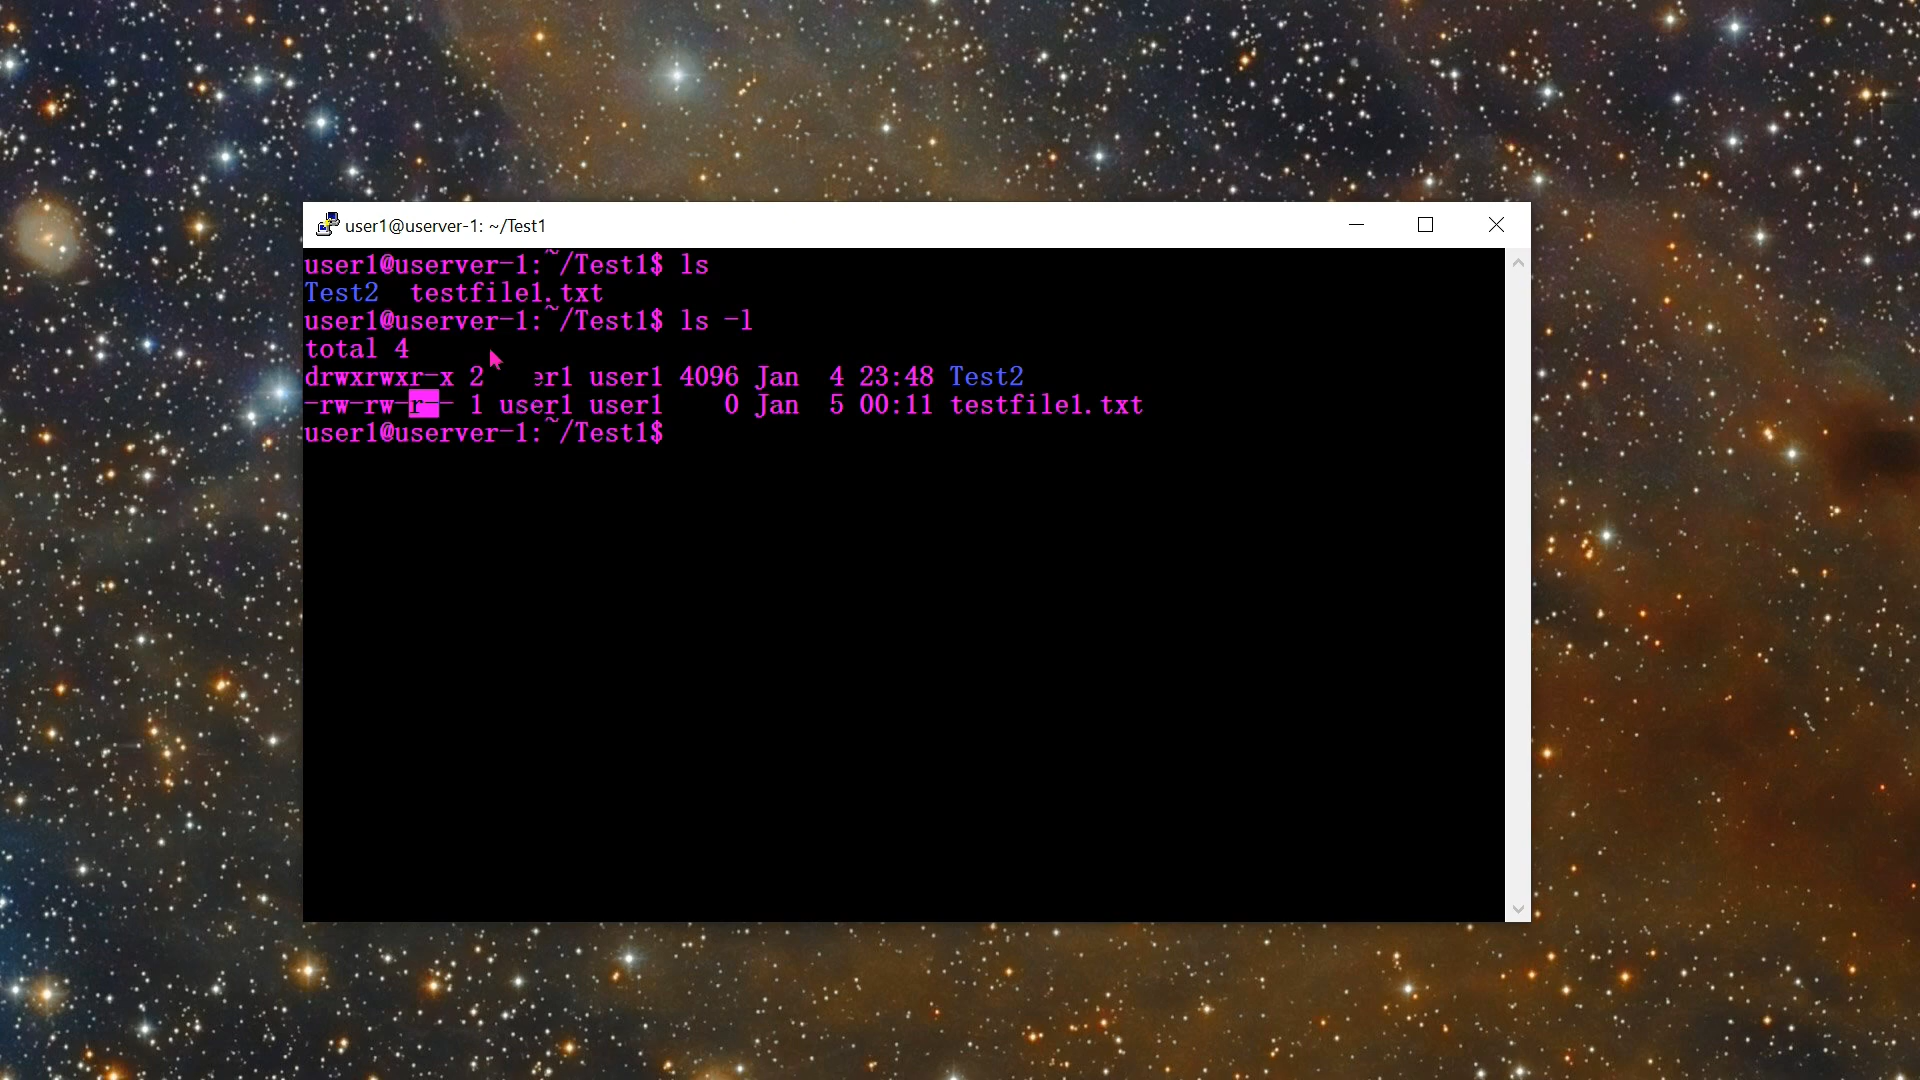 user1@userver-1: ~/Test1
user1@userver-1:~/Test1$ ls
Test2  testfile1.txt
user1@userver-1:~/Test1$ ls -l
total 4
drwxrwxr-x 2 er1 user1 4096 Jan  4 23:48 Test2
-rw-rw-r-- 1 user1 user1    0 Jan  5 00:11 testfile1.txt
user1@userver-1:~/Test1$